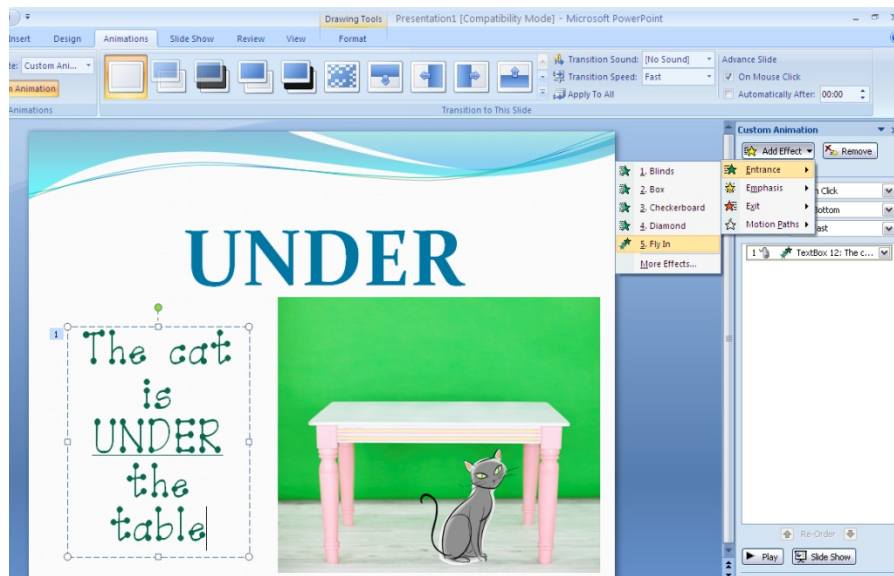 Drawing Tools
Presentation1 [Compatibility Mode] - Microsoft PowerPoint
Insert Design Animations Slide Show Review View Format
Custom Ani...
Animation
Animations
Transition Sound: [No Sound]
Transition Speed: Fast
Apply To All
Transition to This Slide
Advance Slide
On Mouse Click
Automatically After: 00:00
Custom Animation
Add Effect Remove
1. Blinds
2. Box
3. Checkerboard
4. Diamond
5. Fly In
More Effects...
Entrance
Emphasis
Exit
Motion Paths
Click
Bottom
1 TextBox 12: The c...
Re-Order
Play Slide Show
UNDER
1
The cat
is
UNDER
the
table